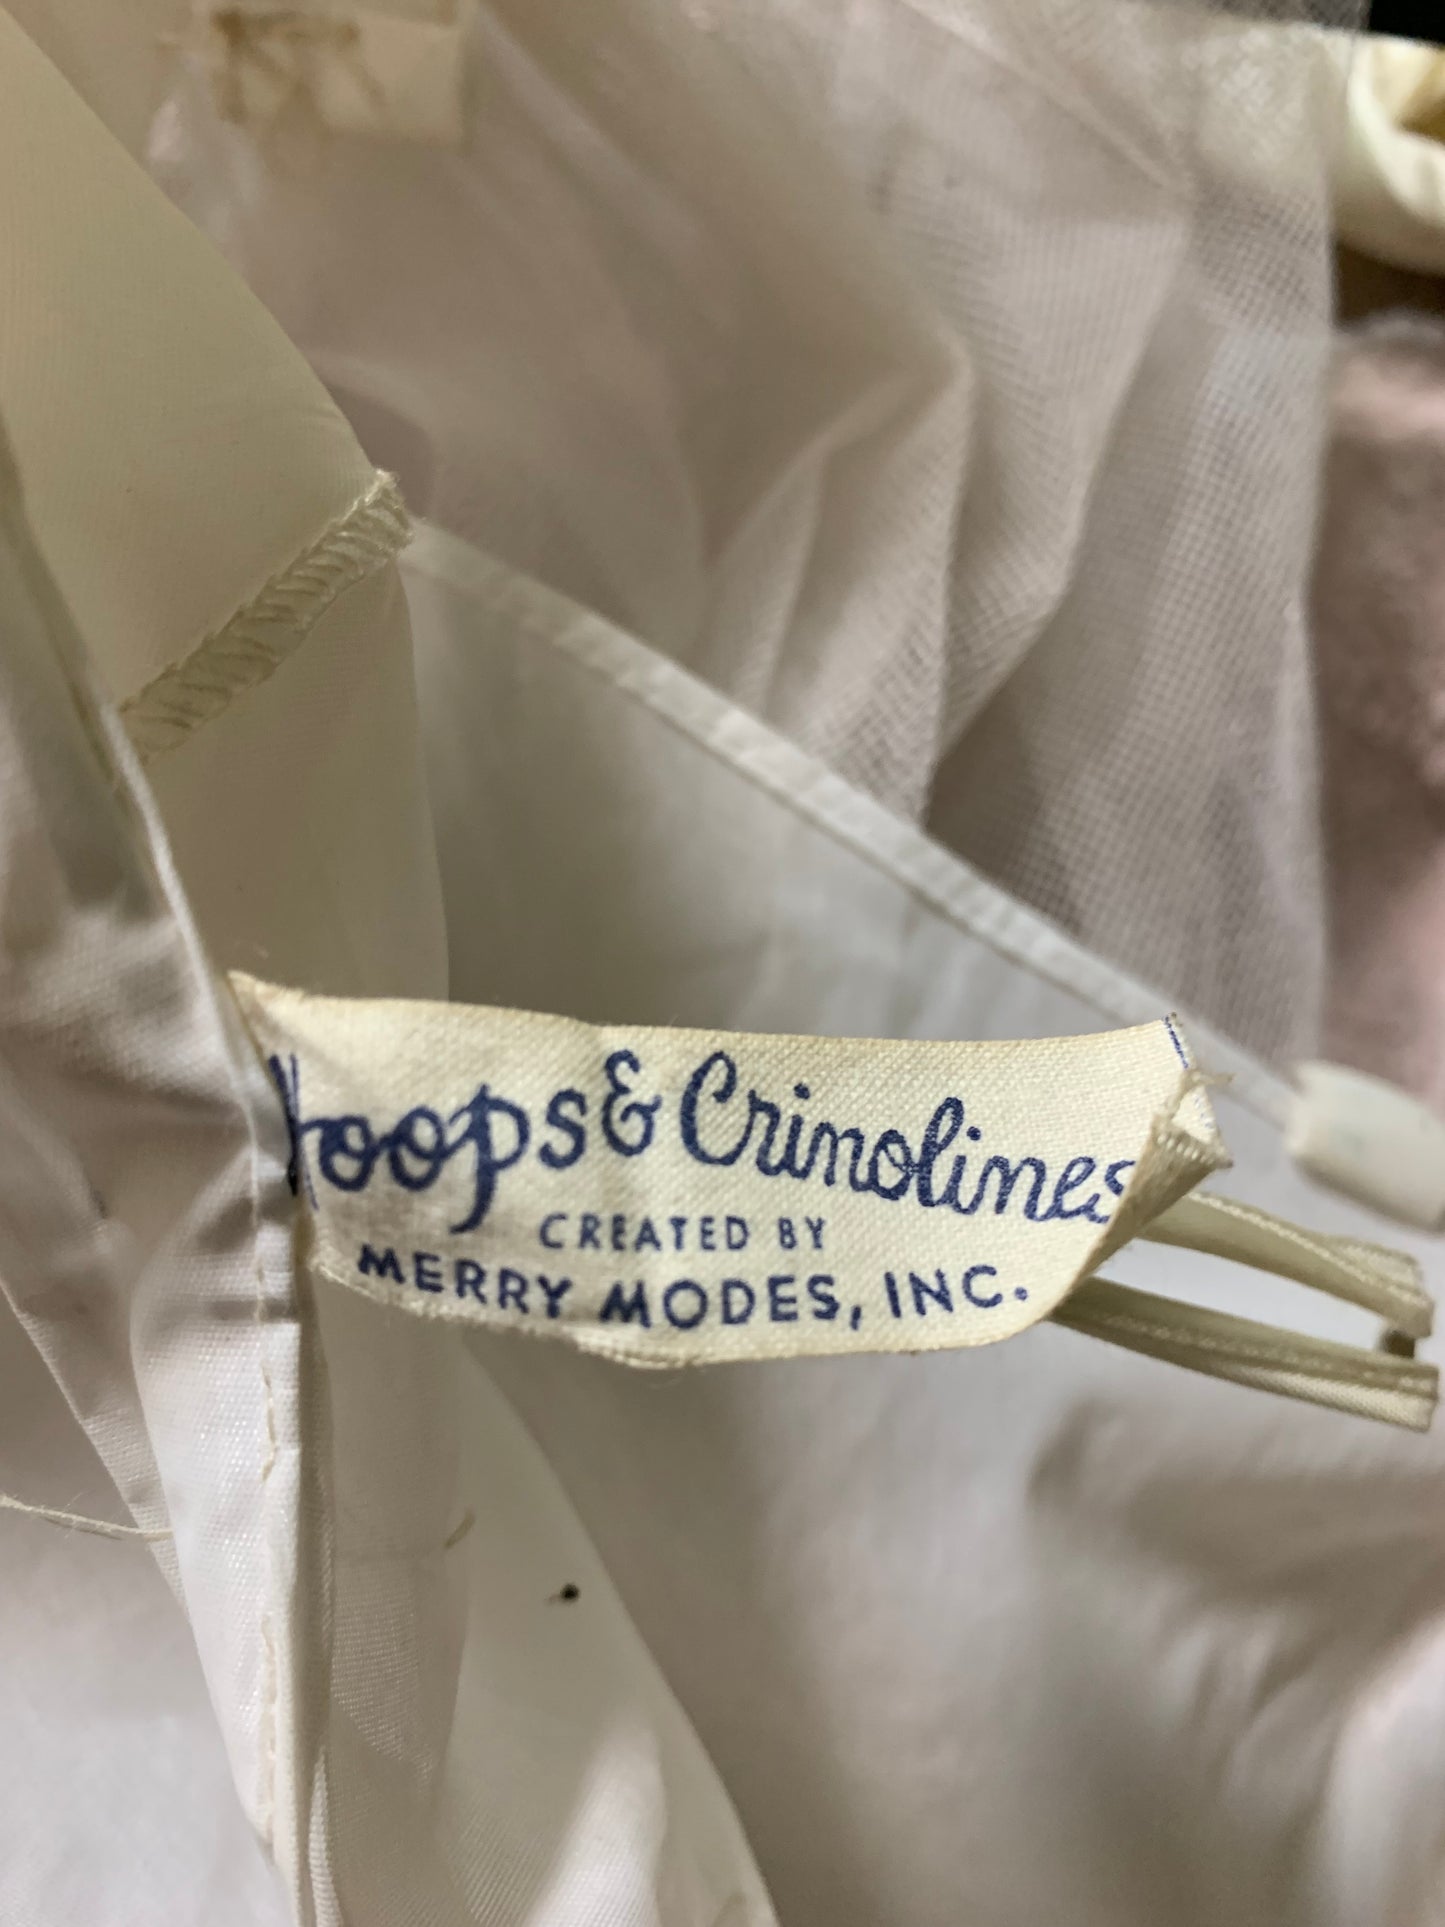 Hoops & Crinolines
CREATED BY
MERRY MODES, INC.